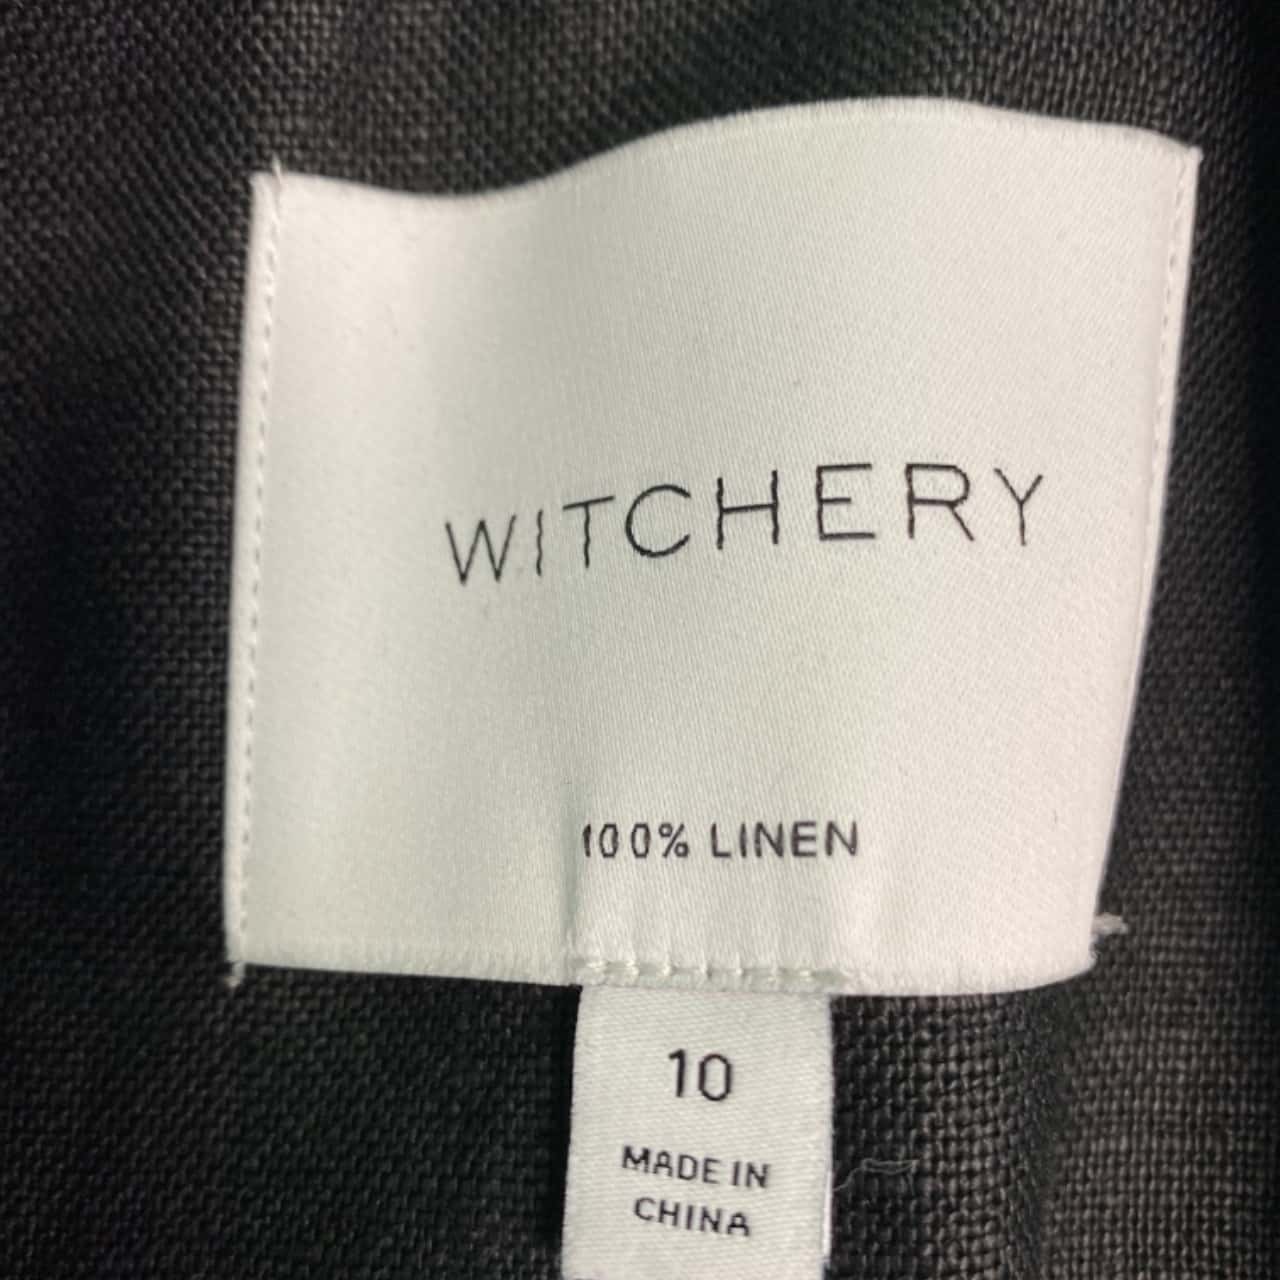 WITCHERY
100% LINEN
10
MADE IN
CHINA